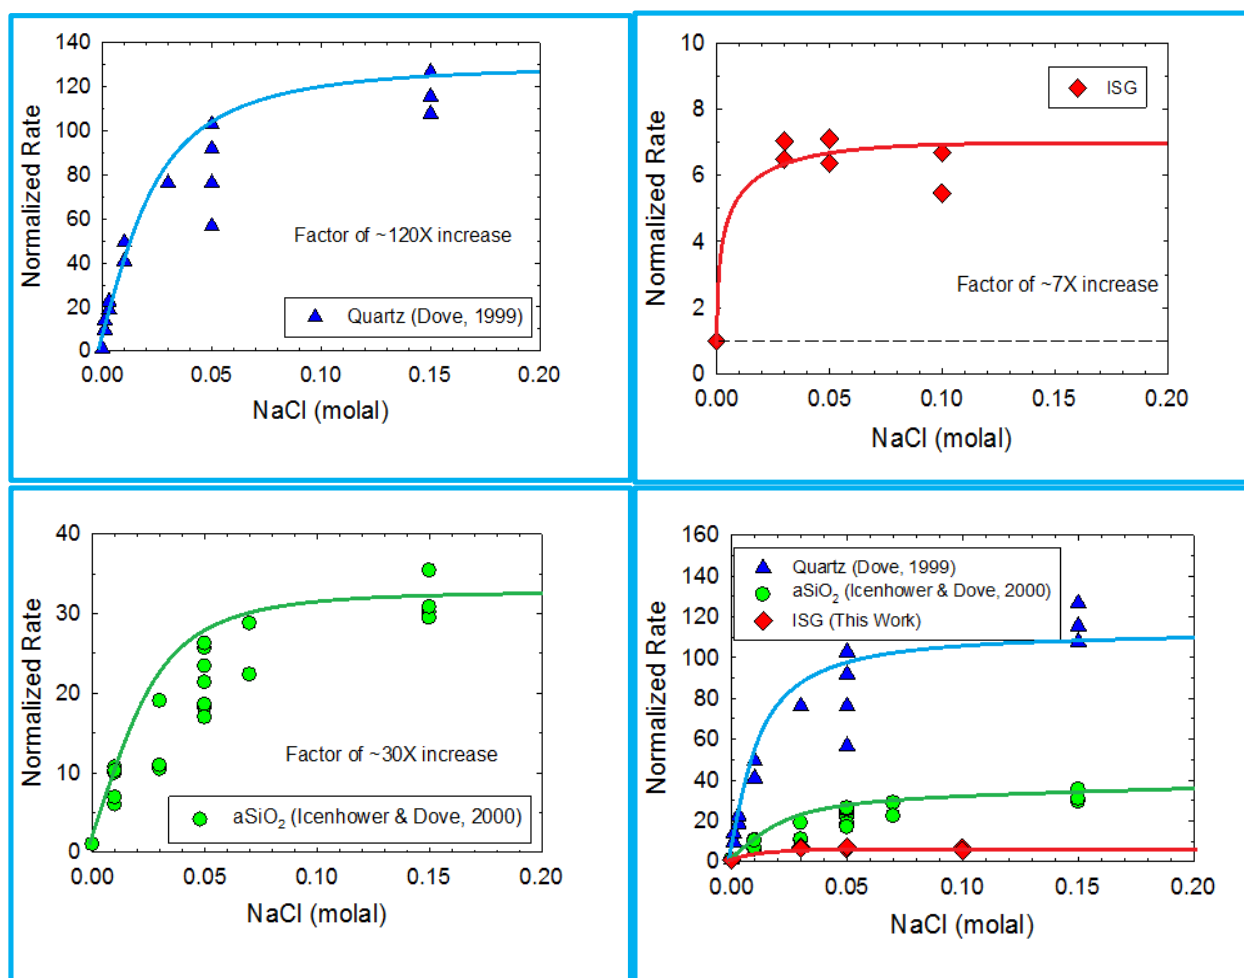 140
120
100
80
60
40
20
0
Normalized Rate
Factor of ~120X increase
Quartz (Dove, 1999)
0.00 0.05 0.10 0.15 0.20
NaCl (molal)
10
8
6
4
2
0
Normalized Rate
ISG
Factor of ~7X increase
0.00 0.05 0.10 0.15 0.20
NaCl (molal)
40
30
20
10
0
Normalized Rate
Factor of ~30X increase
aSiO₂ (Icenhower & Dove, 2000)
0.00 0.05 0.10 0.15 0.20
NaCl (molal)
160
140
120
100
80
60
40
20
0
Normalized Rate
Quartz (Dove, 1999)
aSiO₂ (Icenhower & Dove, 2000)
ISG (This Work)
0.00 0.05 0.10 0.15 0.20
NaCl (molal)